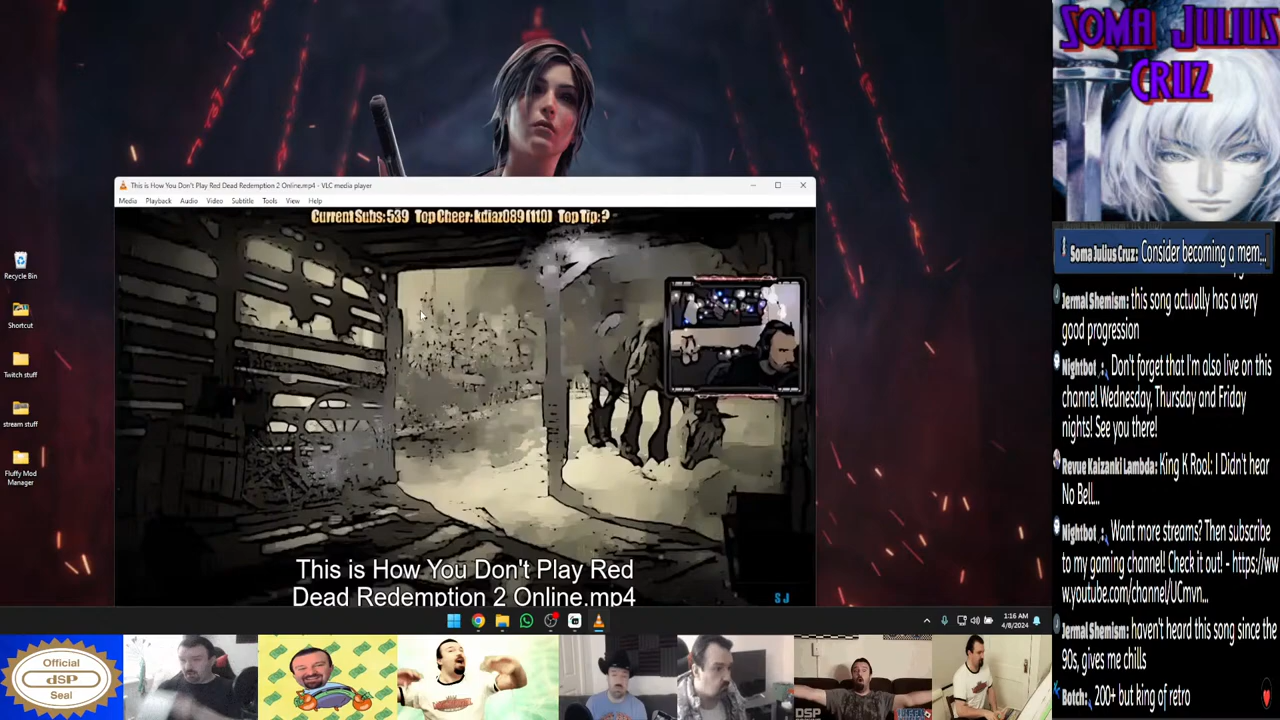 SOMA JULIUS
CRUZ
This is How You Don't Play Red Dead Redemption 2 Online.mp4 - VLC media player
Media Playback Audio Video Subtitle Tools View Help
Current Subs: 539 Top Cheer: kdiaz089 (110) Top Tip: ?
Recycle Bin
Shortcut
Twitch stuff
stream stuff
Fluffy Mod
Manager
This is How You Don't Play Red
Dead Redemption 2 Online.mp4
S J
1:16 AM
4/8/2024
Soma Julius Cruz: Consider becoming a mem...
Jermal Shemism: this song actually has a very
good progression
Nightbot : Don't forget that I'm also live on this
channel Wednesday, Thursday and Friday
nights! See you there!
Revue Kaizanki Lambda: King K Rool: I Didn't hear
No Bell...
Nightbot : Want more streams? Then subscribe
to my gaming channel! Check it out! - https://ww
w.youtube.com/channel/UCmvn...
Jermal Shemism: haven't heard this song since the
90s, gives me chills
Botch: 200+ but king of retro
Official
dSP
Seal
DSP